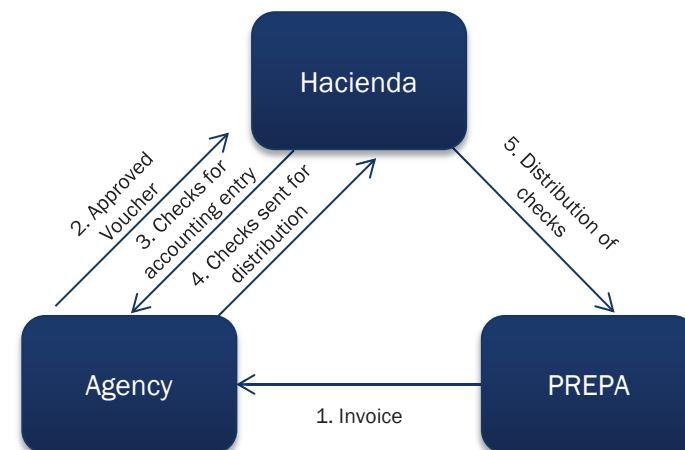 Hacienda
2. Approved
Voucher
3. Checks for
accounting entry
4. Checks sent for
distribution
5. Distribution of
checks
Agency
PREPA
1. Invoice